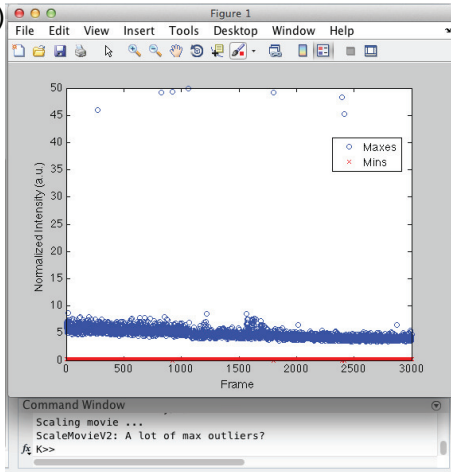 )
Figure 1
File Edit View Insert Tools Desktop Window Help
50
45
40
35
30
25
20
15
10
5
0
Normalized Intensity (a.u.)
Maxes
Mins
0 500 1000 1500 2000 2500 3000
Frame
Command Window
Scaling movie ...
ScaleMovieV2: A lot of max outliers?
fx K>>